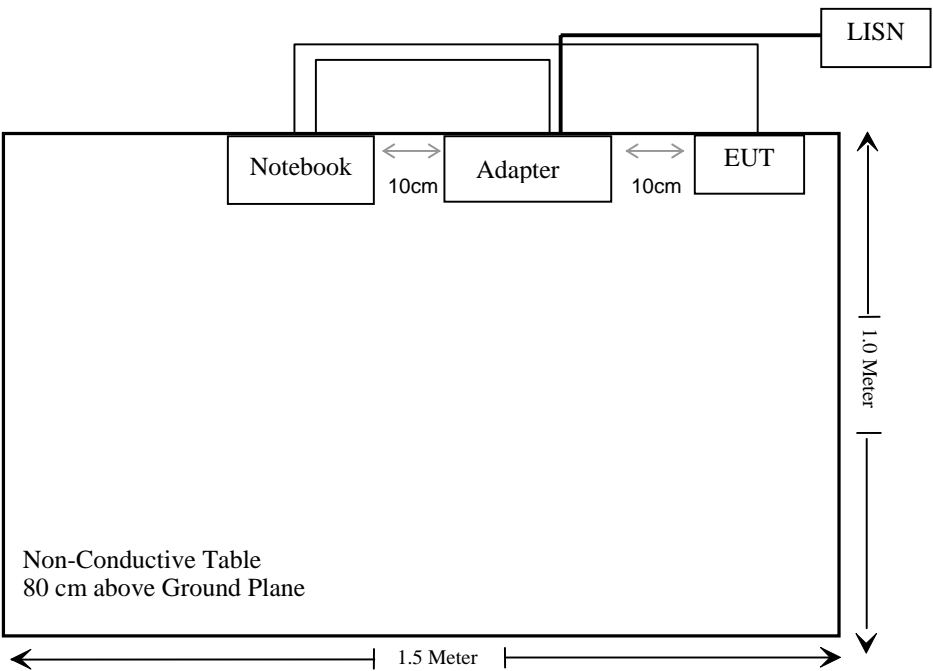 LISN
Notebook
Adapter
EUT
10cm
10cm
1.0 Meter
Non-Conductive Table
80 cm above Ground Plane
1.5 Meter